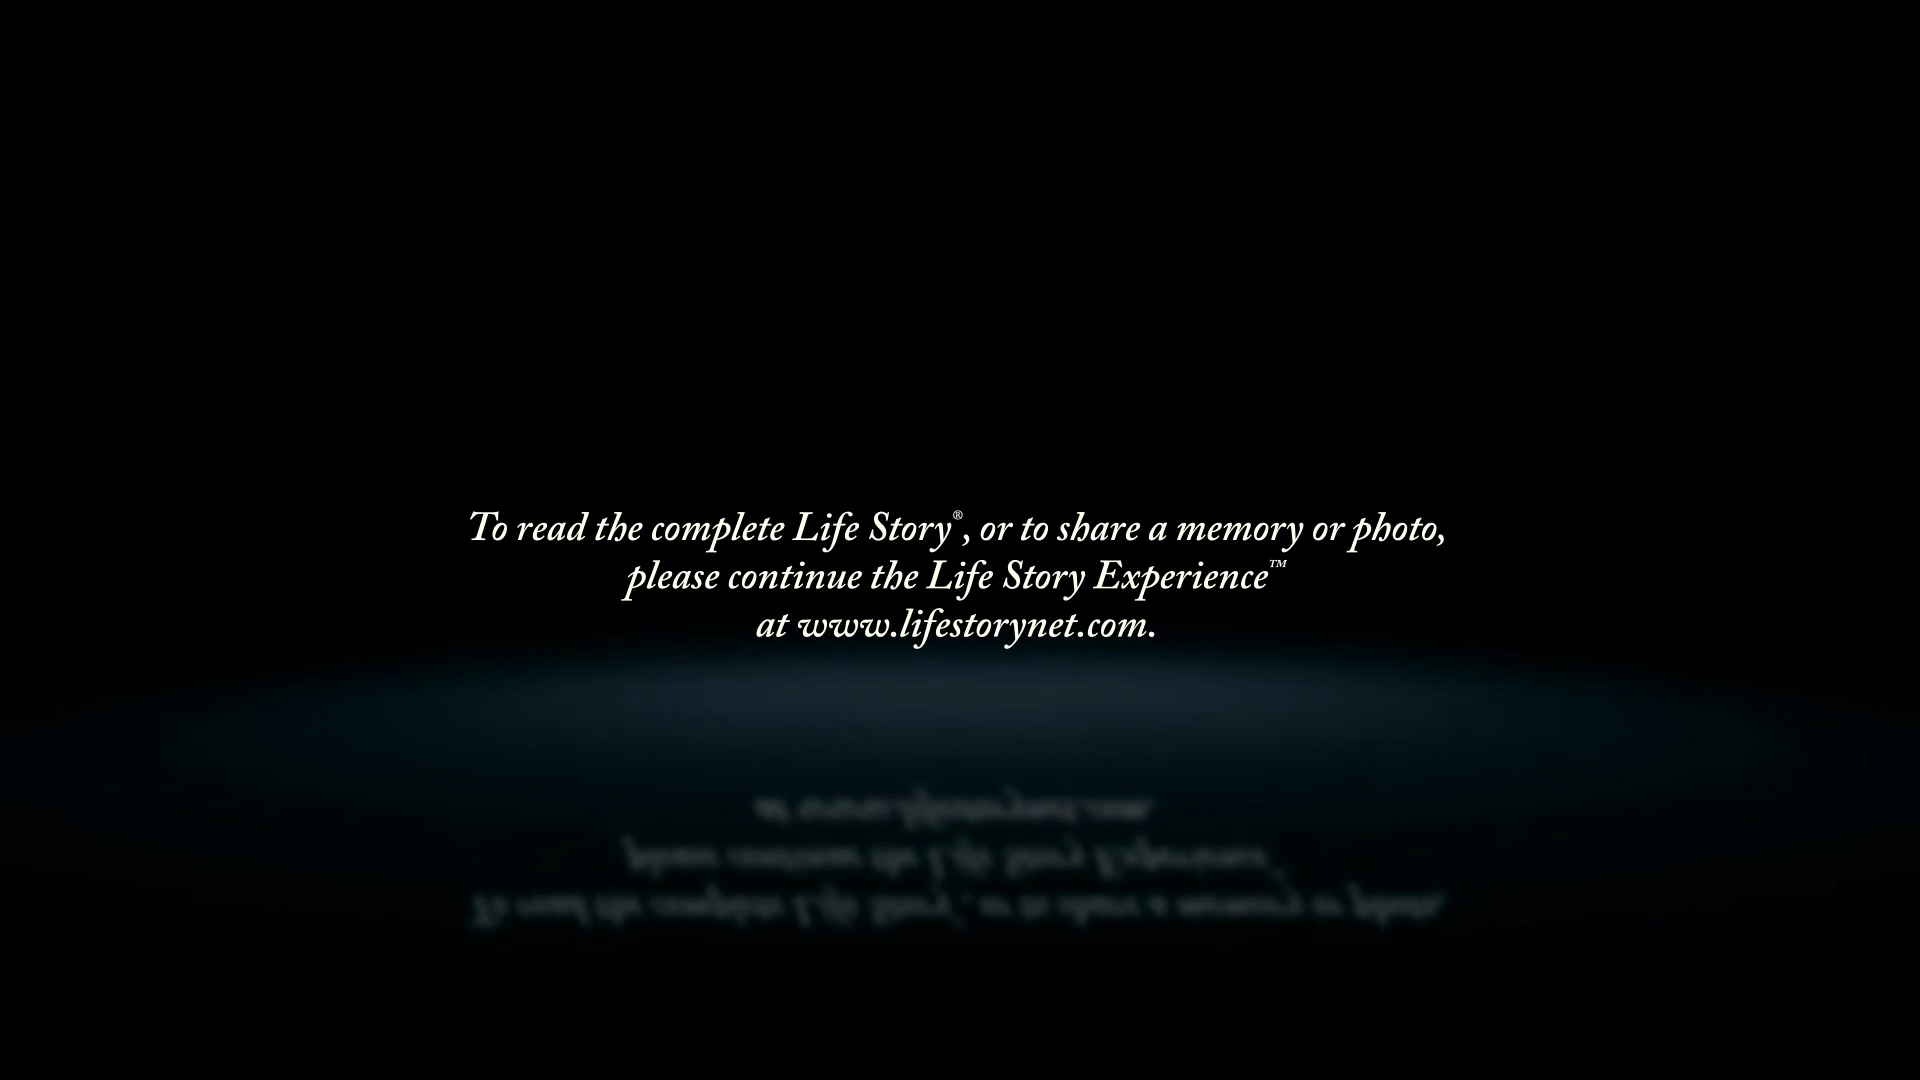 To read the complete Life Story®, or to share a memory or photo,
please continue the Life Story Experience™
at www.lifestorynet.com.